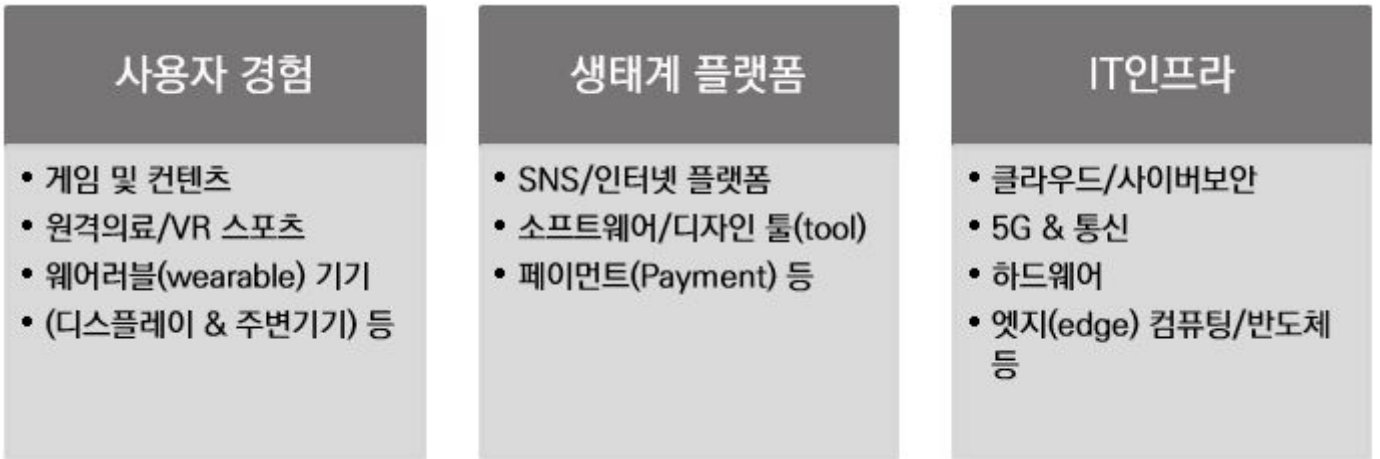 사용자 경험
• 게임 및 컨텐츠
• 원격의료/VR 스포츠
• 웨어러블(wearable) 기기
• (디스플레이 & 주변기기) 등
생태계 플랫폼
• SNS/인터넷 플랫폼
• 소프트웨어/디자인 툴(tool)
• 페이먼트(Payment) 등
IT인프라
• 클라우드/사이버보안
• 5G & 통신
• 하드웨어
• 엣지(edge) 컴퓨팅/반도체
등